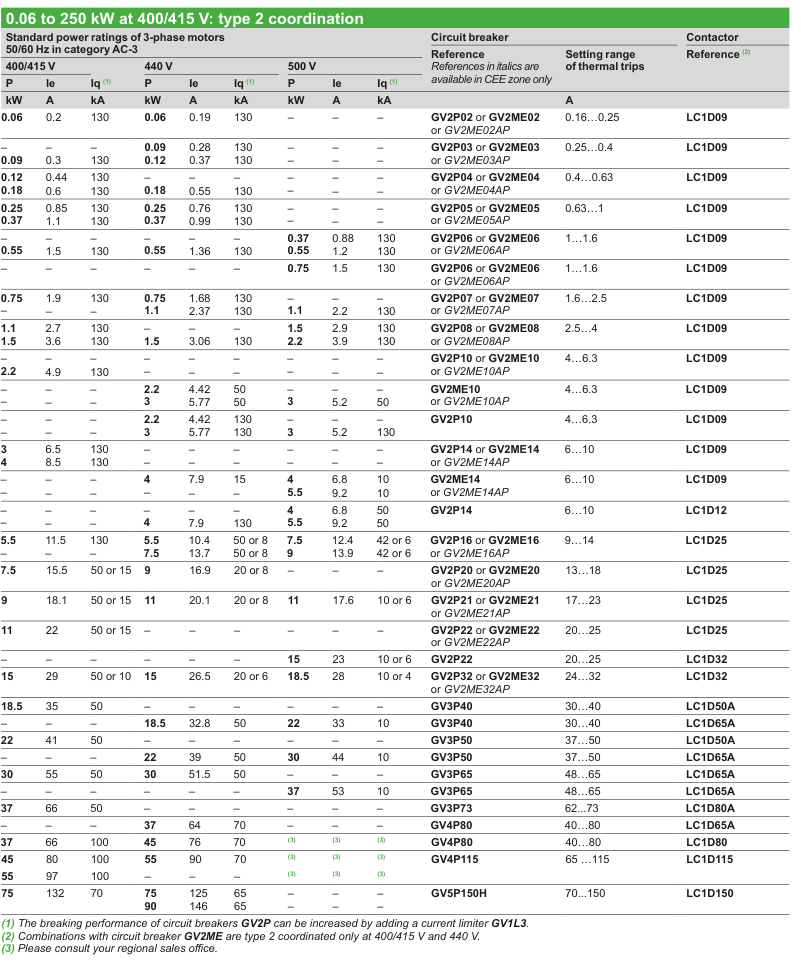 0.06 to 250 kW at 400/415 V: type 2 coordination
Standard power ratings of 3-phase motors Circuit breaker Contactor
50/60 Hz in category AC-3
400/415 V 440 V 500 V Reference Setting range Reference (2)
References in italics are of thermal trips
P Ie Iq (1) P Ie Iq (1) P Ie Iq (1) available in CEE zone only
kW A kA kW A kA kW A kA A
0.06 0.2 130 0.06 0.19 130 – – – GV2P02 or GV2ME02 0.16…0.25 LC1D09
or GV2ME02AP
– – – 0.09 0.28 130 – – – GV2P03 or GV2ME03 0.25…0.4 LC1D09
0.09 0.3 130 0.12 0.37 130 – – – or GV2ME03AP
0.12 0.44 130 – – – – – – GV2P04 or GV2ME04 0.4…0.63 LC1D09
0.18 0.6 130 0.18 0.55 130 – – – or GV2ME04AP
0.25 0.85 130 0.25 0.76 130 – – – GV2P05 or GV2ME05 0.63…1 LC1D09
0.37 1.1 130 0.37 0.99 130 – – – or GV2ME05AP
– – – – – – 0.37 0.88 130 GV2P06 or GV2ME06 1…1.6 LC1D09
0.55 1.5 130 0.55 1.36 130 0.55 1.2 130 or GV2ME06AP
– – – – – – 0.75 1.5 130 GV2P06 or GV2ME06 1…1.6 LC1D09
or GV2ME06AP
0.75 1.9 130 0.75 1.68 130 – – – GV2P07 or GV2ME07 1.6…2.5 LC1D09
– – – 1.1 2.37 130 1.1 2.2 130 or GV2ME07AP
1.1 2.7 130 – – – 1.5 2.9 130 GV2P08 or GV2ME08 2.5…4 LC1D09
1.5 3.6 130 1.5 3.06 130 2.2 3.9 130 or GV2ME08AP
– – – – – – – – – GV2P10 or GV2ME10 4…6.3 LC1D09
2.2 4.9 130 – – – – – – or GV2ME10AP
– – – 2.2 4.42 50 – – – GV2ME10 4…6.3 LC1D09
– – – 3 5.77 50 3 5.2 50 or GV2ME10AP
– – – 2.2 4.42 130 – – – GV2P10 4…6.3 LC1D09
– – – 3 5.77 130 3 5.2 130
3 6.5 130 – – – – – – GV2P14 or GV2ME14 6…10 LC1D09
4 8.5 130 – – – – – – or GV2ME14AP
– – – 4 7.9 15 4 6.8 10 GV2ME14 6…10 LC1D09
– – – – – – 5.5 9.2 10 or GV2ME14AP
– – – – – – 4 6.8 50 GV2P14 6…10 LC1D12
– – – 4 7.9 130 5.5 9.2 50
5.5 11.5 130 5.5 10.4 50 or 8 7.5 12.4 42 or 6 GV2P16 or GV2ME16 9…14 LC1D25
– – – 7.5 13.7 50 or 8 9 13.9 42 or 6 or GV2ME16AP
7.5 15.5 50 or 15 9 16.9 20 or 8 – – – GV2P20 or GV2ME20 13…18 LC1D25
or GV2ME20AP
9 18.1 50 or 15 11 20.1 20 or 8 11 17.6 10 or 6 GV2P21 or GV2ME21 17…23 LC1D25
or GV2ME21AP
11 22 50 or 15 – – – – – – GV2P22 or GV2ME22 20…25 LC1D25
or GV2ME22AP
– – – – – – 15 23 10 or 6 GV2P22 20…25 LC1D32
15 29 50 or 10 15 26.5 20 or 6 18.5 28 10 or 4 GV2P32 or GV2ME32 24…32 LC1D32
or GV2ME32AP
18.5 35 50 – – – – – – GV3P40 30…40 LC1D50A
– – – 18.5 32.8 50 22 33 10 GV3P40 30…40 LC1D65A
22 41 50 – – – – – – GV3P50 37…50 LC1D50A
– – – 22 39 50 30 44 10 GV3P50 37…50 LC1D65A
30 55 50 30 51.5 50 – – – GV3P65 48…65 LC1D65A
– – – – – – 37 53 10 GV3P65 48…65 LC1D65A
37 66 50 – – – – – – GV3P73 62...73 LC1D80A
– – – 37 64 70 – – – GV4P80 40…80 LC1D65A
37 66 100 45 76 70 (3) (3) (3) GV4P80 40…80 LC1D80
45 80 100 55 90 70 (3) (3) (3) GV4P115 65 …115 LC1D115
55 97 100 – – – (3) (3) (3)
75 132 70 75 125 65 – – – GV5P150H 70...150 LC1D150
90 146 65 – – –
(1) The breaking performance of circuit breakers GV2P can be increased by adding a current limiter GV1L3.
(2) Combinations with circuit breaker GV2ME are type 2 coordinated only at 400/415 V and 440 V.
(3) Please consult your regional sales office.